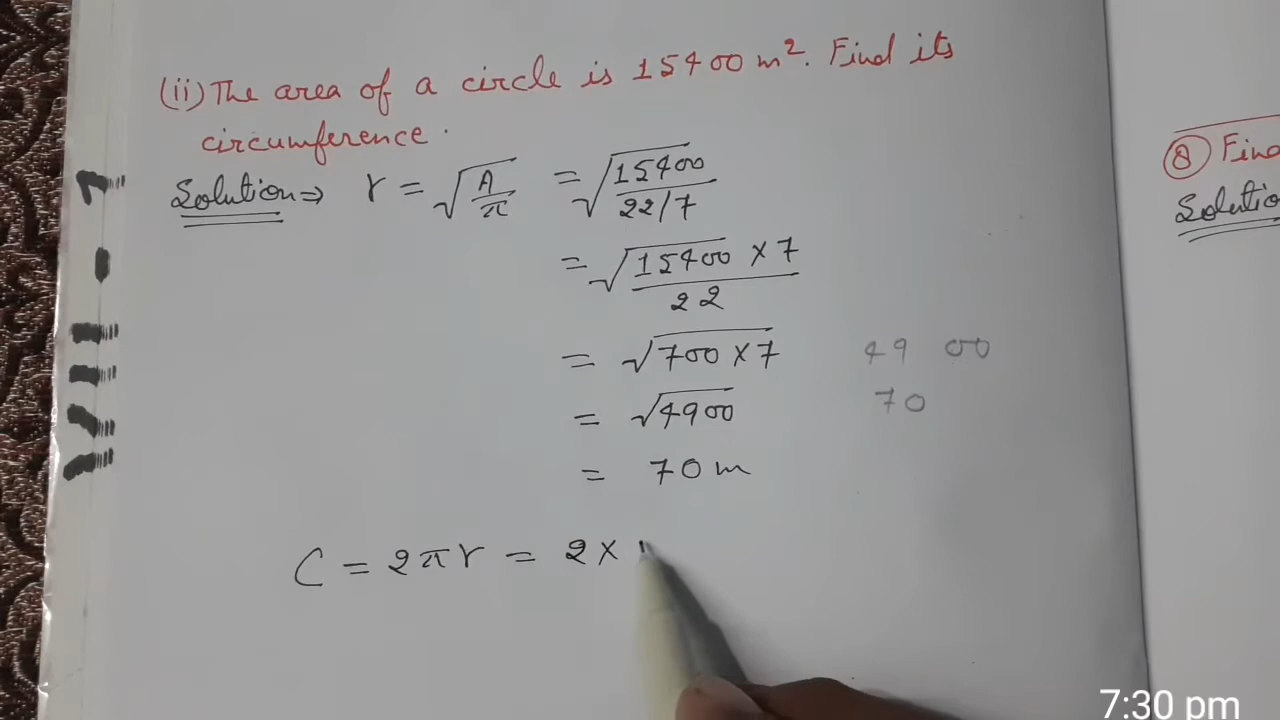 (ii) The area of a circle is 15400 m². Find its
circumference.
Solution ⇒ r = √(A/π) = √(15400/(22/7))
= √((15400 × 7)/22)
= √(700 × 7) 49 00
= √4900 70
= 70 m
C = 2πr = 2 ×
(8) Find
Solutio
7:30 pm